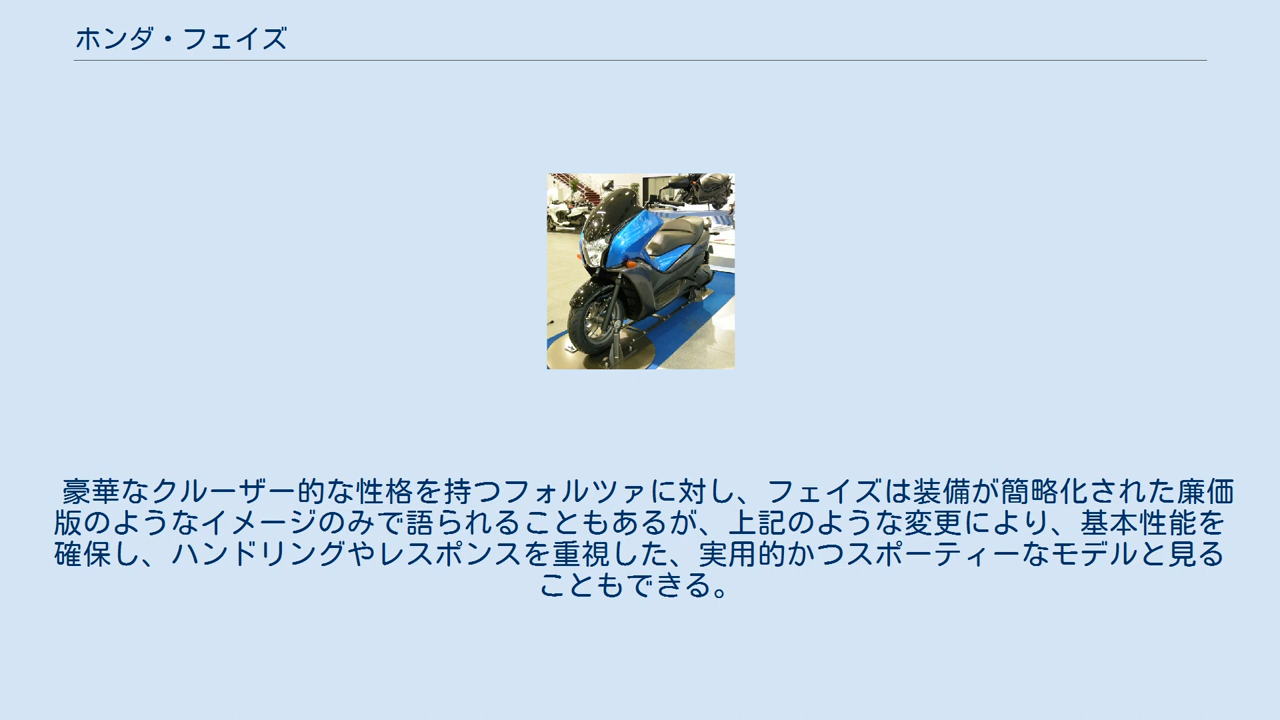 ホンダ・フェイズ
豪華なクルーザー的な性格を持つフォルツァに対し、フェイズは装備が簡略化された廉価
版のようなイメージのみで語られることもあるが、上記のような変更により、基本性能を
確保し、ハンドリングやレスポンスを重視した、実用的かつスポーティーなモデルと見る
こともできる。